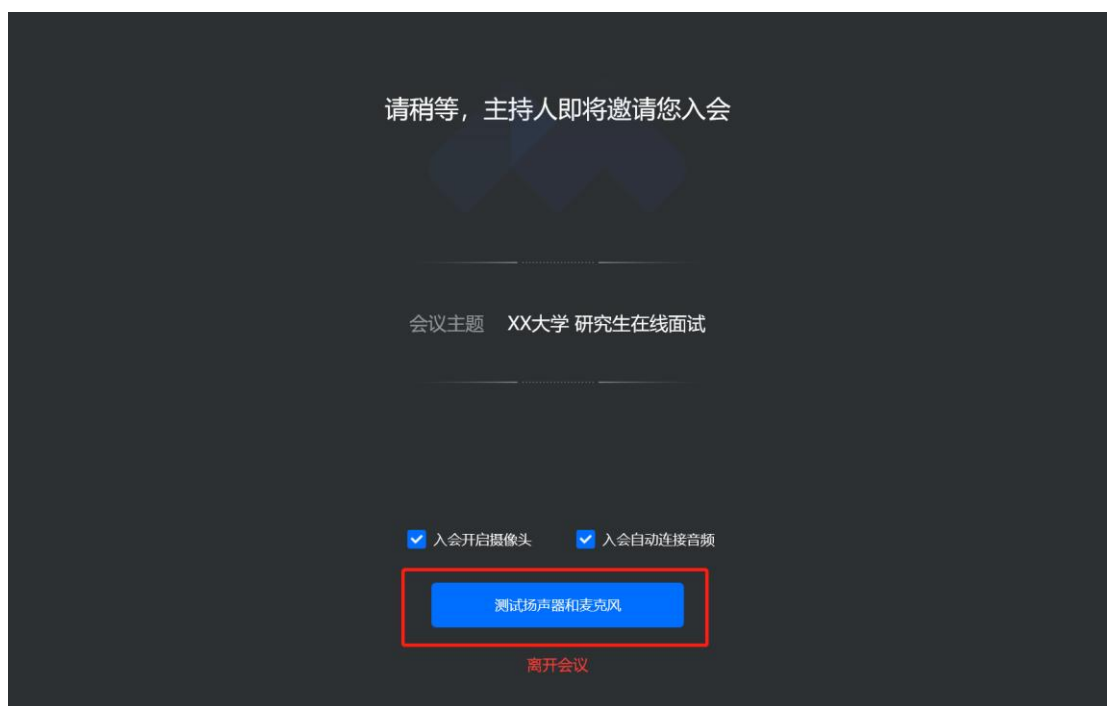 请稍等，主持人即将邀请您入会
会议主题 XX大学 研究生在线面试
入会开启摄像头 入会自动连接音频
测试扬声器和麦克风
离开会议